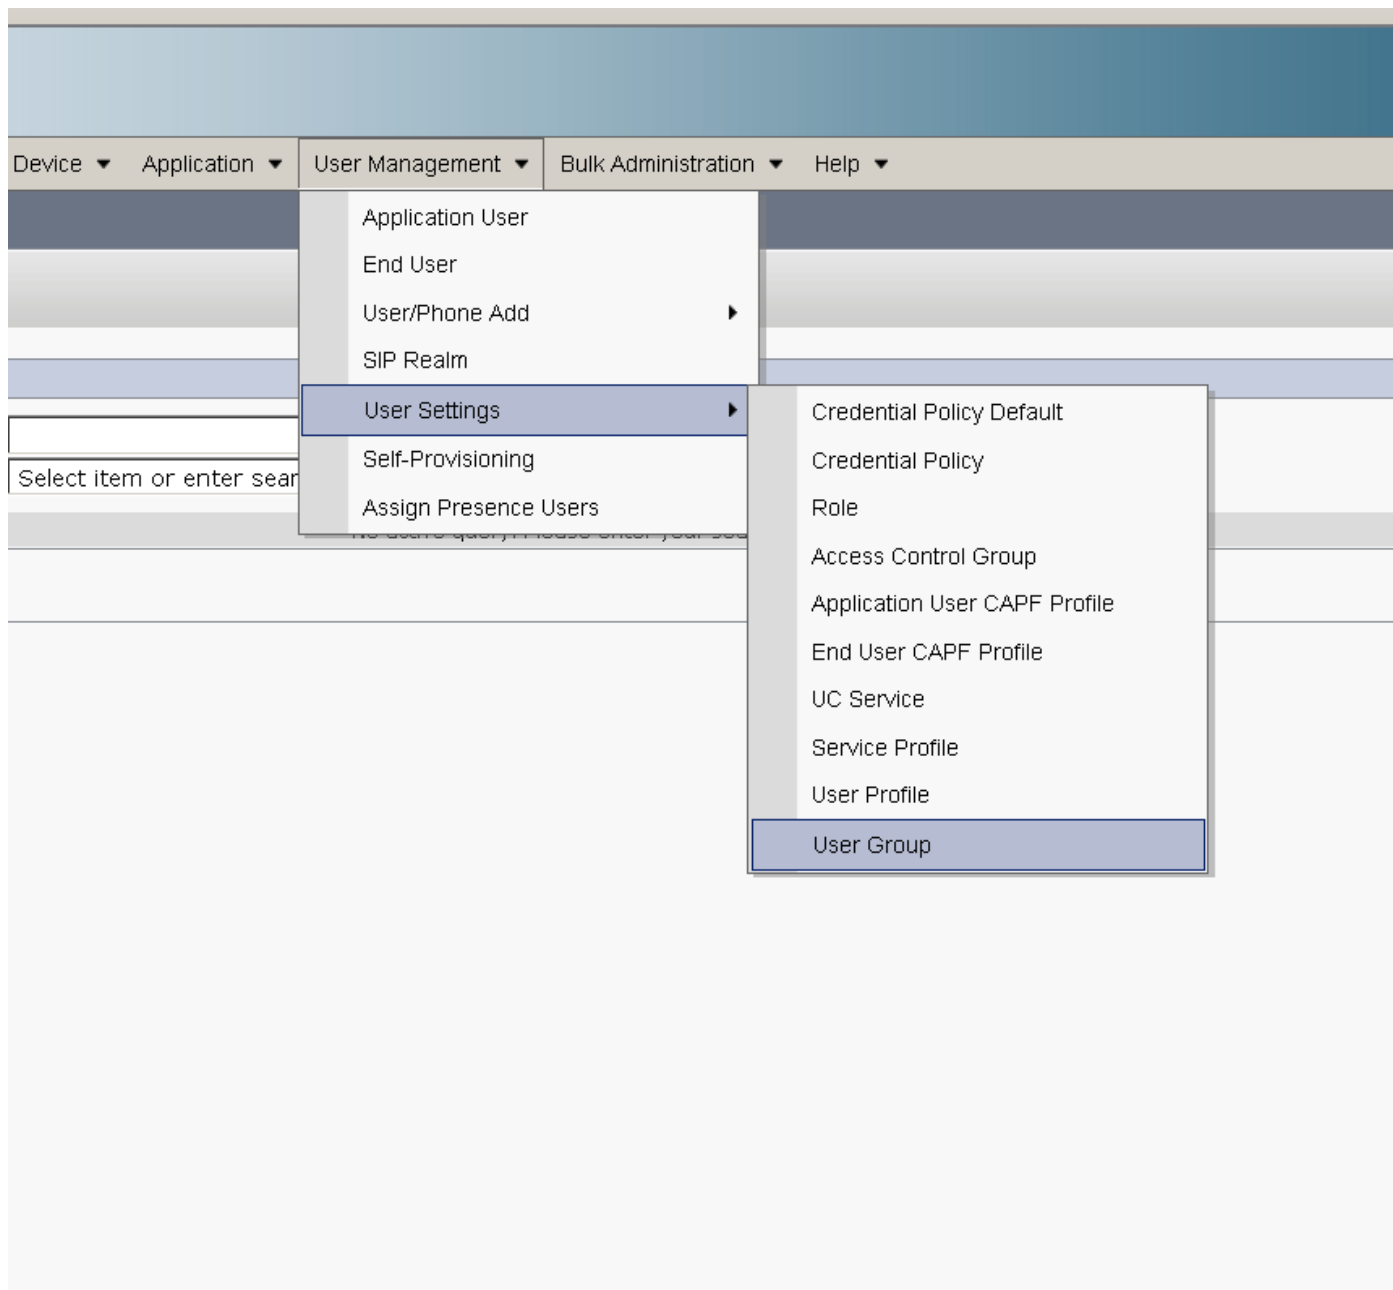 Device Application User Management Bulk Administration Help
Application User
End User
User/Phone Add
SIP Realm
User Settings
Self-Provisioning
Assign Presence Users
Credential Policy Default
Credential Policy
Role
Access Control Group
Application User CAPF Profile
End User CAPF Profile
UC Service
Service Profile
User Profile
User Group
Select item or enter sear